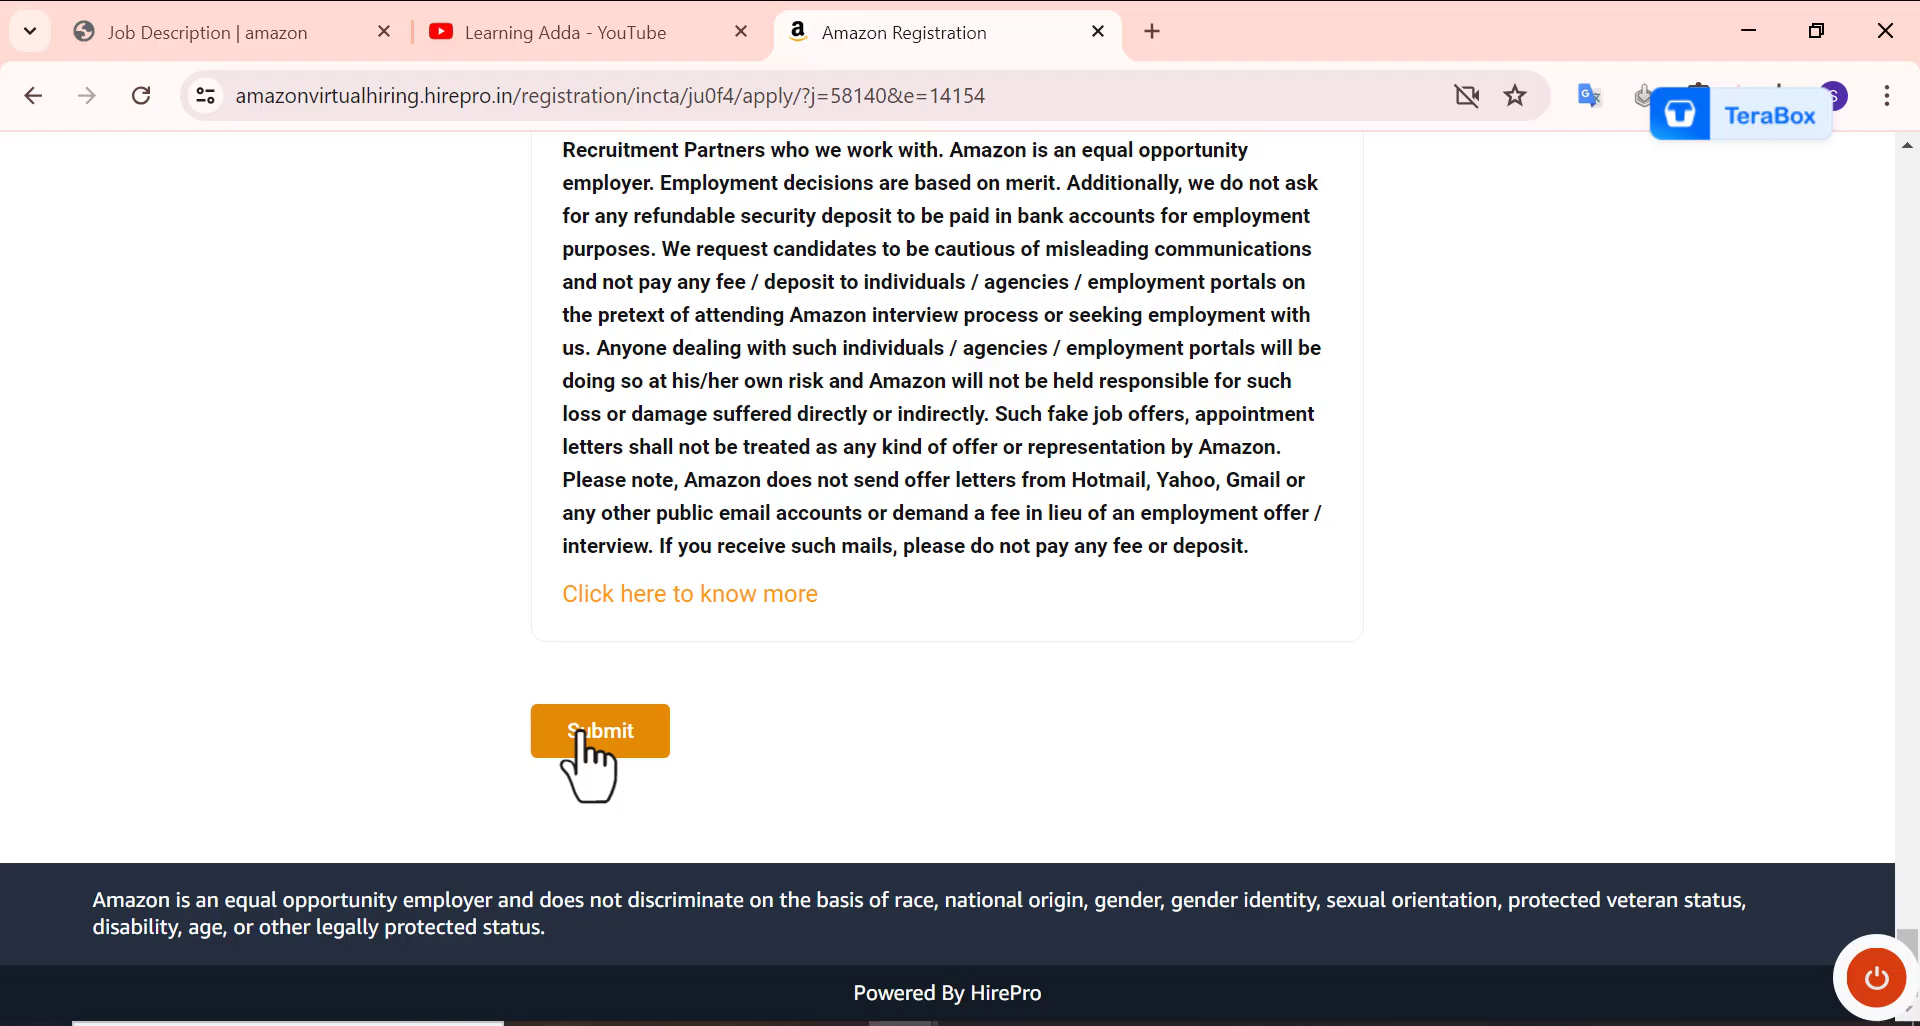 Job Description | amazon
Learning Adda - YouTube
Amazon Registration
amazonvirtualhiring.hirepro.in/registration/incta/ju0f4/apply/?j=58140&e=14154
TeraBox
Recruitment Partners who we work with. Amazon is an equal opportunity
employer. Employment decisions are based on merit. Additionally, we do not ask
for any refundable security deposit to be paid in bank accounts for employment
purposes. We request candidates to be cautious of misleading communications
and not pay any fee / deposit to individuals / agencies / employment portals on
the pretext of attending Amazon interview process or seeking employment with
us. Anyone dealing with such individuals / agencies / employment portals will be
doing so at his/her own risk and Amazon will not be held responsible for such
loss or damage suffered directly or indirectly. Such fake job offers, appointment
letters shall not be treated as any kind of offer or representation by Amazon.
Please note, Amazon does not send offer letters from Hotmail, Yahoo, Gmail or
any other public email accounts or demand a fee in lieu of an employment offer /
interview. If you receive such mails, please do not pay any fee or deposit.
Click here to know more
Submit
Amazon is an equal opportunity employer and does not discriminate on the basis of race, national origin, gender, gender identity, sexual orientation, protected veteran status,
disability, age, or other legally protected status.
Powered By HirePro